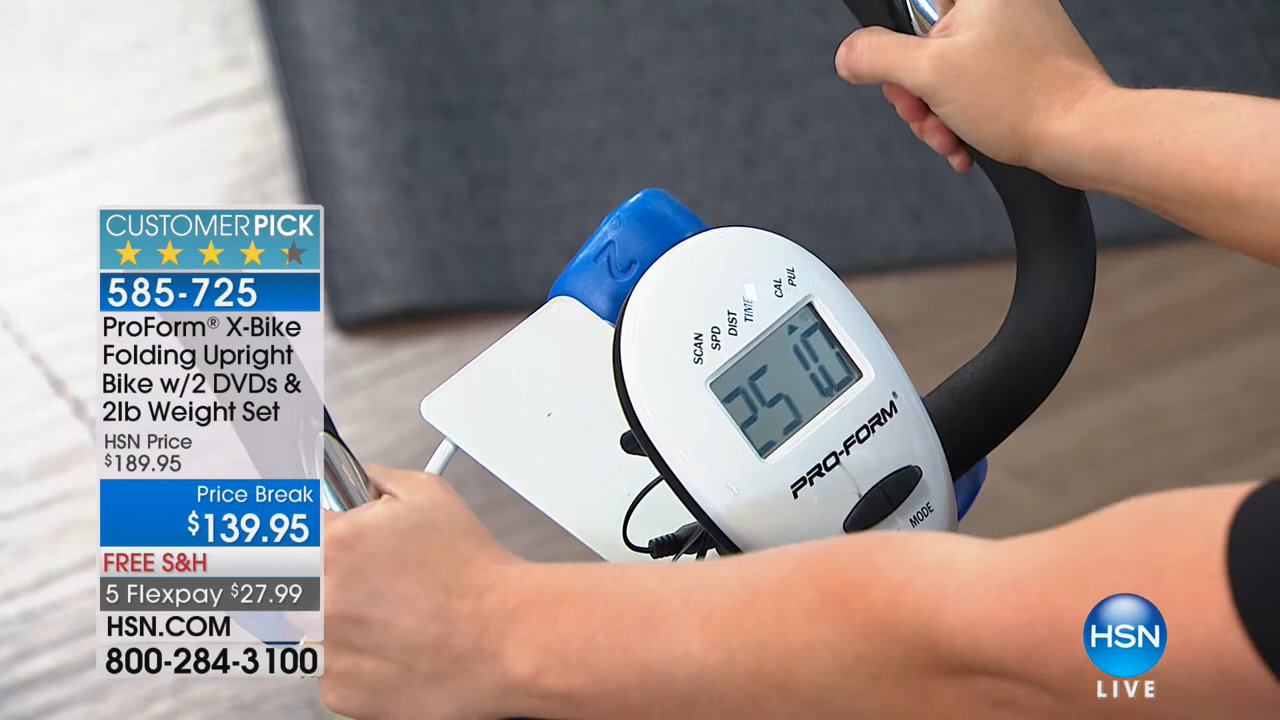 CUSTOMERPICK
585-725
ProForm® X-Bike
Folding Upright
Bike w/2 DVDs &
2lb Weight Set
HSN Price
$189.95
Price Break
$139.95
FREE S&H
5 Flexpay $27.99
HSN.COM
800-284-3100
2
SCAN
SPD
DIST
TIME
CAL
PUL
PRO-FORM®
MODE
HSN
LIVE